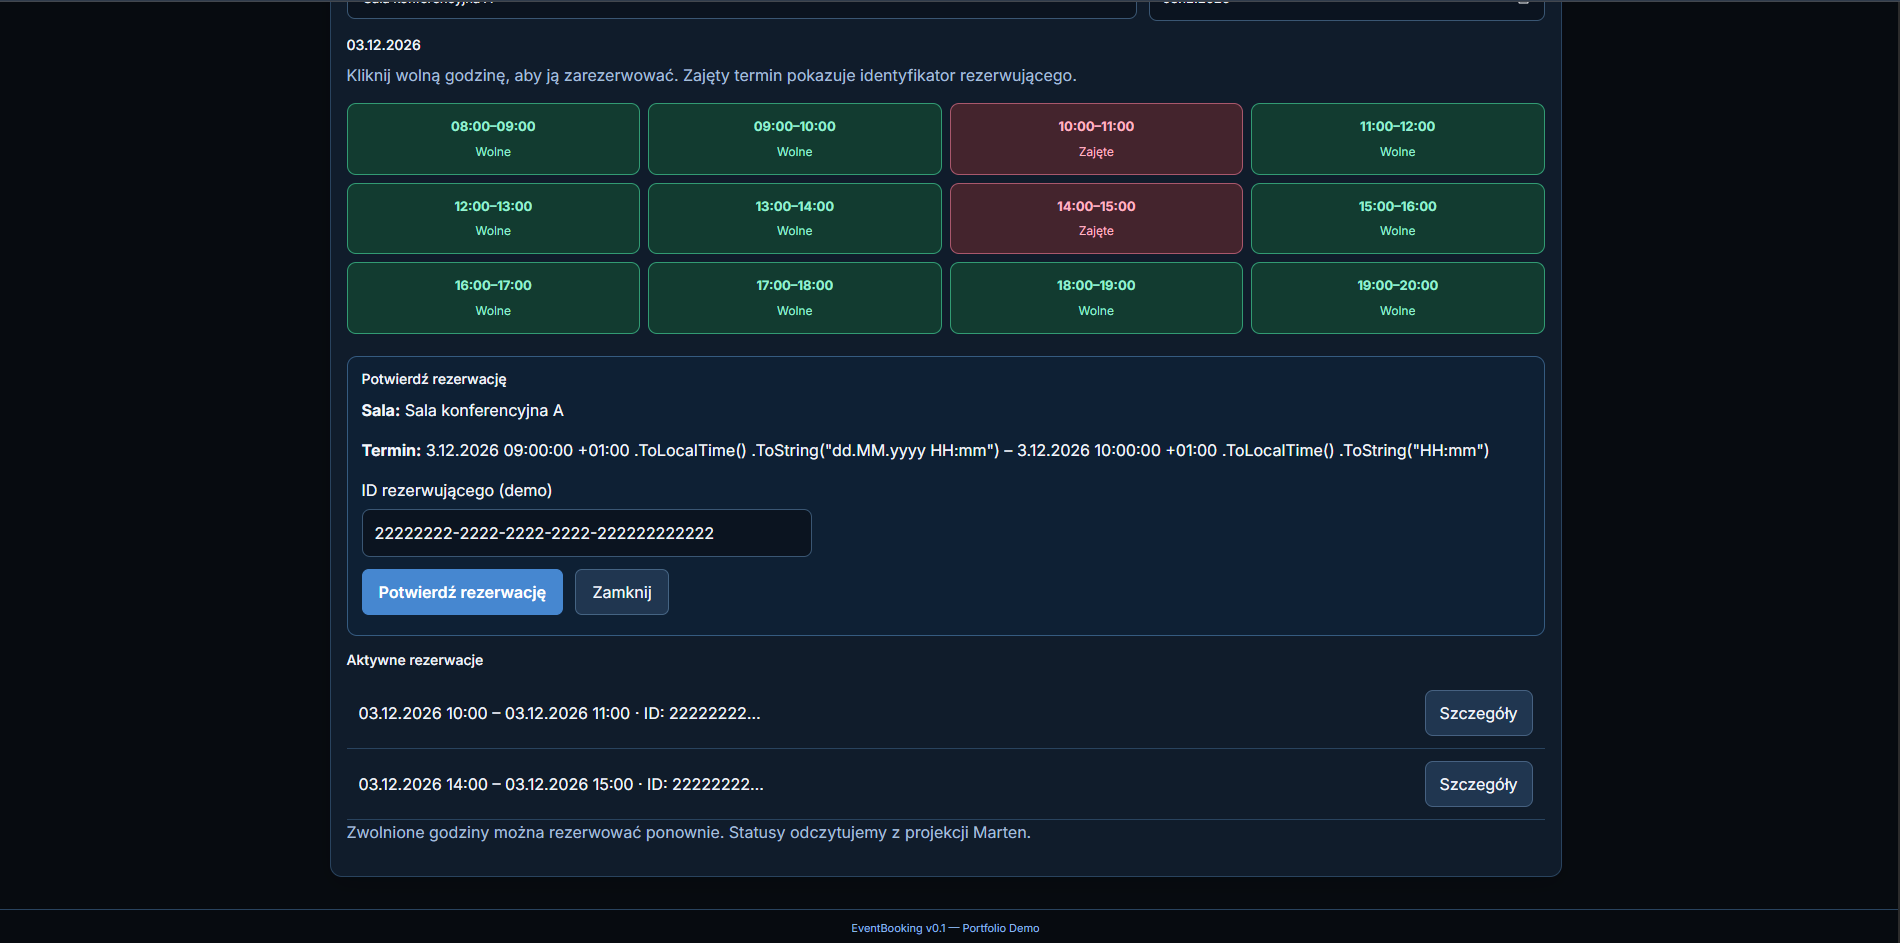 03.12.2026
Kliknij wolną godzinę, aby ją zarezerwować. Zajęty termin pokazuje identyfikator rezerwującego.
08:00–09:00
Wolne
09:00–10:00
Wolne
10:00–11:00
Zajęte
11:00–12:00
Wolne
12:00–13:00
Wolne
13:00–14:00
Wolne
14:00–15:00
Zajęte
15:00–16:00
Wolne
16:00–17:00
Wolne
17:00–18:00
Wolne
18:00–19:00
Wolne
19:00–20:00
Wolne
Potwierdź rezerwację
Sala: Sala konferencyjna A
Termin: 3.12.2026 09:00:00 +01:00 .ToLocalTime() .ToString("dd.MM.yyyy HH:mm") – 3.12.2026 10:00:00 +01:00 .ToLocalTime() .ToString("HH:mm")
ID rezerwującego (demo)
22222222-2222-2222-2222-222222222222
Potwierdź rezerwację
Zamknij
Aktywne rezerwacje
03.12.2026 10:00 – 03.12.2026 11:00 · ID: 22222222...
Szczegóły
03.12.2026 14:00 – 03.12.2026 15:00 · ID: 22222222...
Szczegóły
Zwolnione godziny można rezerwować ponownie. Statusy odczytujemy z projekcji Marten.
EventBooking v0.1 — Portfolio Demo